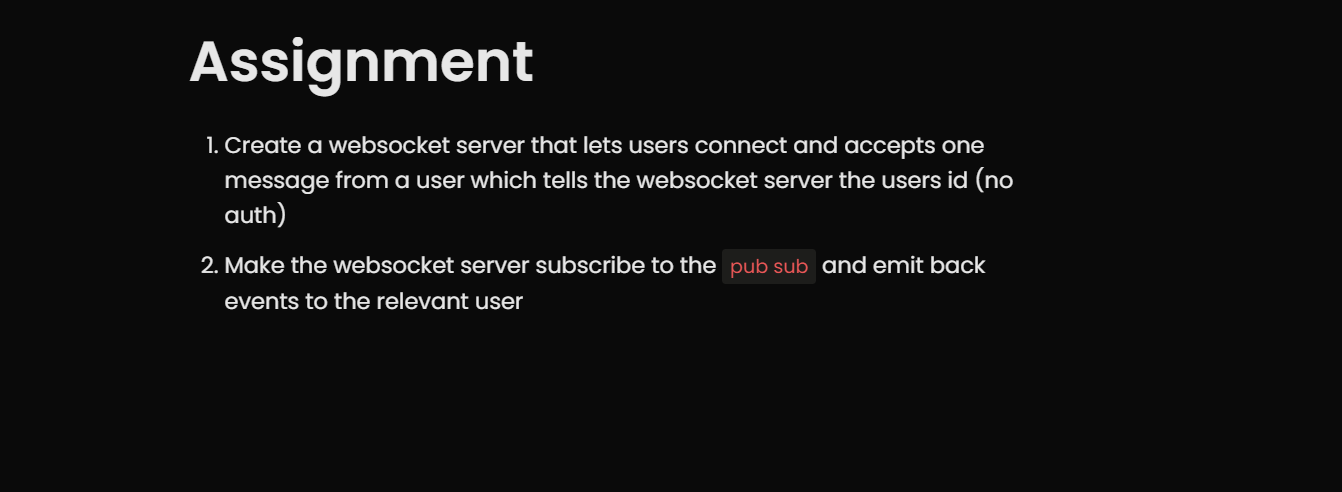 Assignment
1. Create a websocket server that lets users connect and accepts one
message from a user which tells the websocket server the users id (no
auth)
2. Make the websocket server subscribe to the pub sub and emit back
events to the relevant user